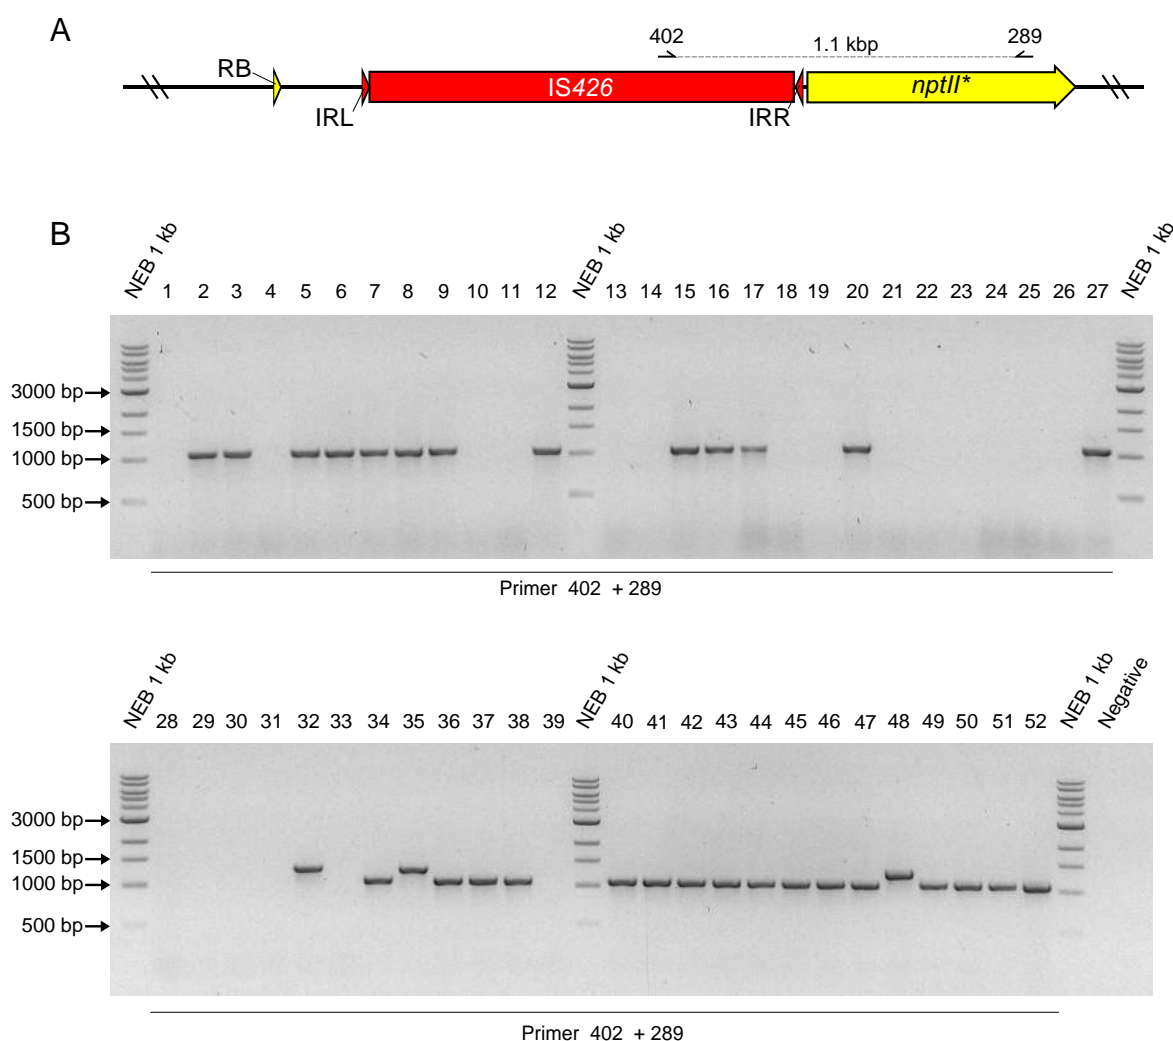 A
402
289
1.1 kbp
RB
IS426
nptII*
IRL
IRR
B
NEB 1 kb 1 2 3 4 5 6 7 8 9 10 11 12 NEB 1 kb 13 14 15 16 17 18 19 20 21 22 23 24 25 26 27 NEB 1 kb
3000 bp
1500 bp
1000 bp
500 bp
Primer 402 + 289
NEB 1 kb 28 29 30 31 32 33 34 35 36 37 38 39 NEB 1 kb 40 41 42 43 44 45 46 47 48 49 50 51 52 NEB 1 kb Negative
3000 bp
1500 bp
1000 bp
500 bp
Primer 402 + 289